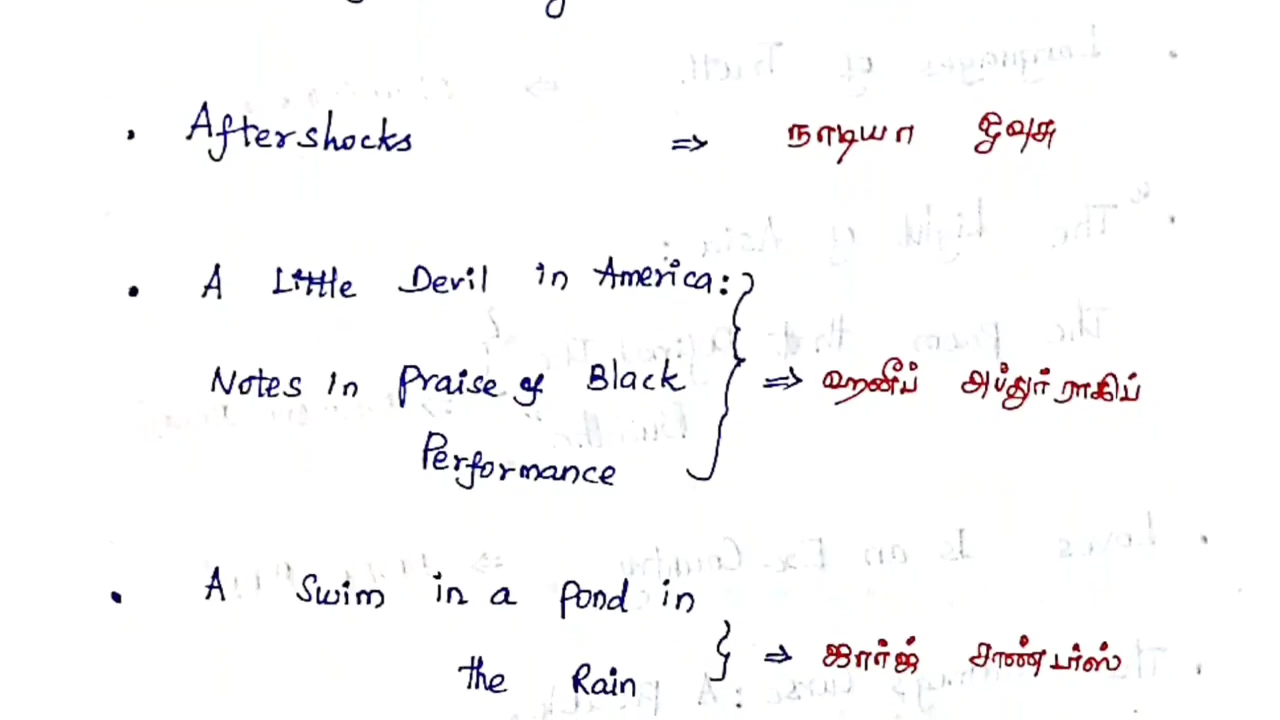 • Aftershocks ⇒ நாடியா ஓவுசு
• A Little Devil in America:
Notes in Praise of Black ⇒ ஹனீப் அப்துர்ராகிப்
Performance
• A Swim in a Pond in
the Rain ⇒ ஜார்ஜ் சாண்டர்ஸ்